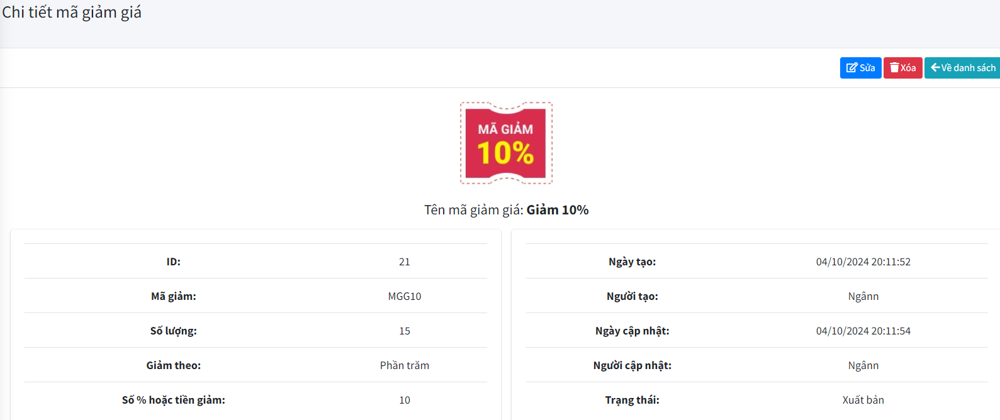 Chi tiết mã giảm giá
Sửa Xóa Về danh sách
MÃ GIẢM
10%
Tên mã giảm giá: Giảm 10%
ID: 21
Mã giảm: MGG10
Số lượng: 15
Giảm theo: Phần trăm
Số % hoặc tiền giảm: 10
Ngày tạo: 04/10/2024 20:11:52
Người tạo: Ngânn
Ngày cập nhật: 04/10/2024 20:11:54
Người cập nhật: Ngânn
Trạng thái: Xuất bản